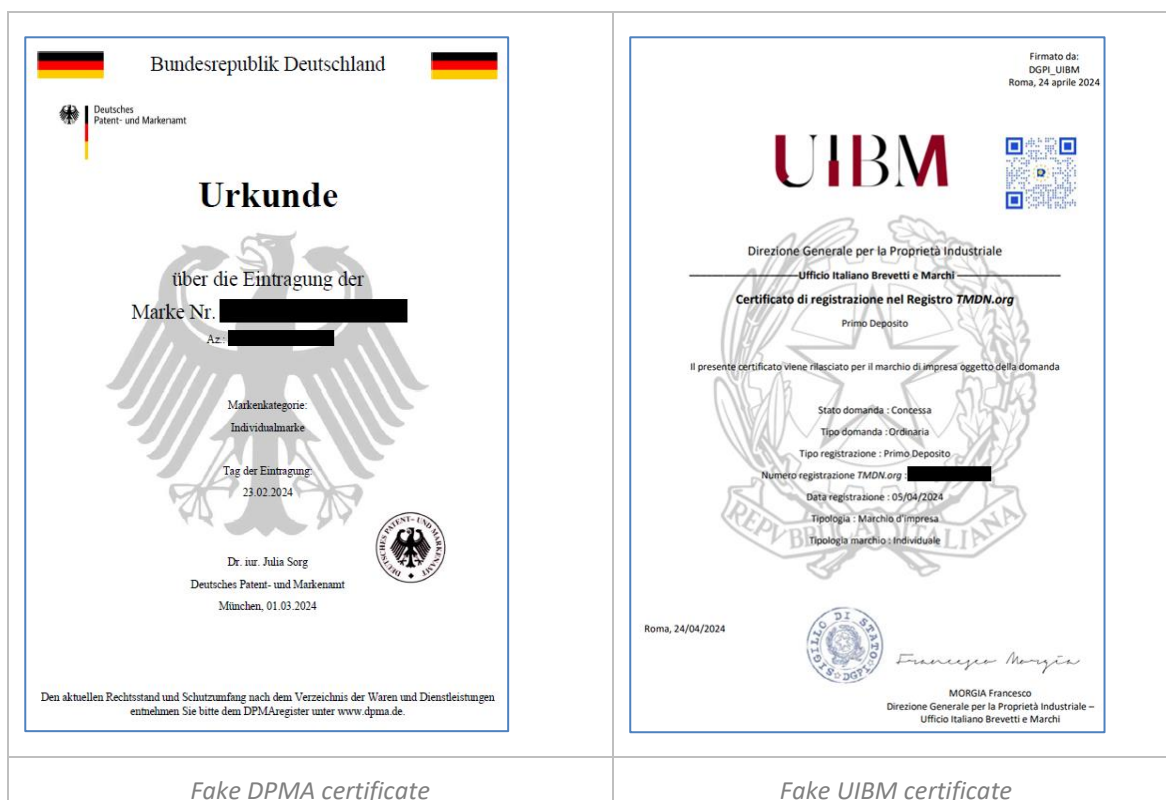 Bundesrepublik Deutschland
Deutsches
Patent- und Markenamt
Urkunde
über die Eintragung der
Marke Nr.
Az.:
Markenkategorie:
Individualmarke
Tag der Eintragung:
23.02.2024
DEUTSCHES PATENT- UND MARKENAMT
Dr. iur. Julia Sorg
Deutsches Patent- und Markenamt
München, 01.03.2024
Den aktuellen Rechtsstand und Schutzumfang nach dem Verzeichnis der Waren und Dienstleistungen
entnehmen Sie bitte dem DPMAregister unter www.dpma.de.
Fake DPMA certificate
Firmato da:
DGPI_UIBM
Roma, 24 aprile 2024
UIBM
Direzione Generale per la Proprietà Industriale
Ufficio Italiano Brevetti e Marchi
Certificato di registrazione nel Registro TMDN.org
Primo Deposito
Il presente certificato viene rilasciato per il marchio di impresa oggetto della domanda
Stato domanda : Concessa
Tipo domanda : Ordinaria
Tipo registrazione : Primo Deposito
Numero registrazione TMDN.org :
Data registrazione : 05/04/2024
Tipologia : Marchio d'impresa
Tipologia marchio : Individuale
REPVBBLICA ITALIANA
Roma, 24/04/2024
SIGILLO DI STATO
DGPI
Francesco Morgia
MORGIA Francesco
Direzione Generale per la Proprietà Industriale –
Ufficio Italiano Brevetti e Marchi
Fake UIBM certificate